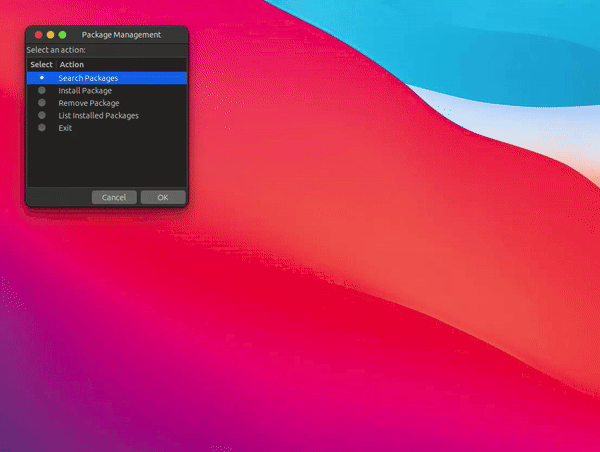 Package Management
Select an action:
Select Action
Search Packages
Install Package
Remove Package
List Installed Packages
Exit
Cancel OK